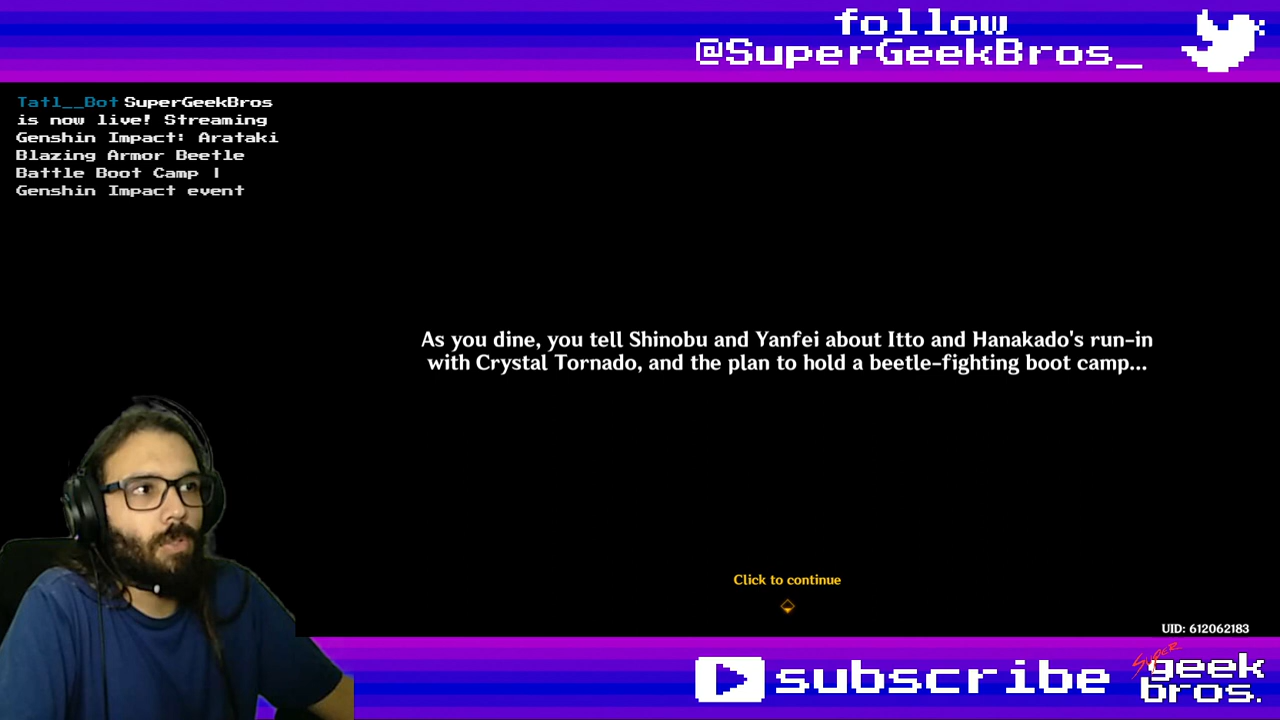 follow
@SuperGeekBros_
Tatl__Bot SuperGeekBros
is now live! Streaming
Genshin Impact: Arataki
Blazing Armor Beetle
Battle Boot Camp |
Genshin Impact event
As you dine, you tell Shinobu and Yanfei about Itto and Hanakado's run-in
with Crystal Tornado, and the plan to hold a beetle-fighting boot camp...
Click to continue
UID: 612062183
subscribe
super
geek
bros.